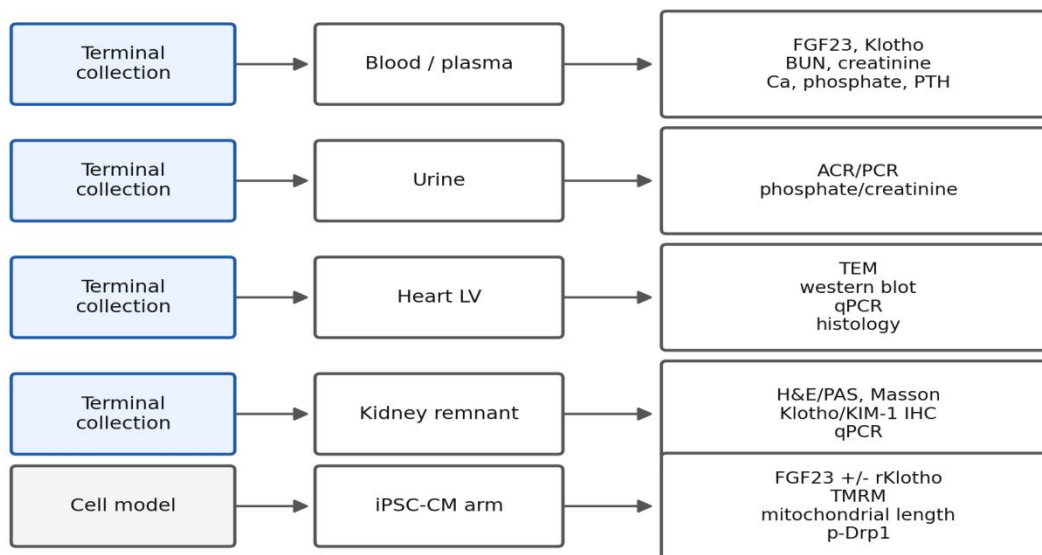 Terminal
collection
Blood / plasma
FGF23, Klotho
BUN, creatinine
Ca, phosphate, PTH
Terminal
collection
Urine
ACR/PCR
phosphate/creatinine
Terminal
collection
Heart LV
TEM
western blot
qPCR
histology
Terminal
collection
Kidney remnant
H&E/PAS, Masson
Klotho/KIM-1 IHC
qPCR
Cell model
iPSC-CM arm
FGF23 +/- rKlotho
TMRM
mitochondrial length
p-Drp1